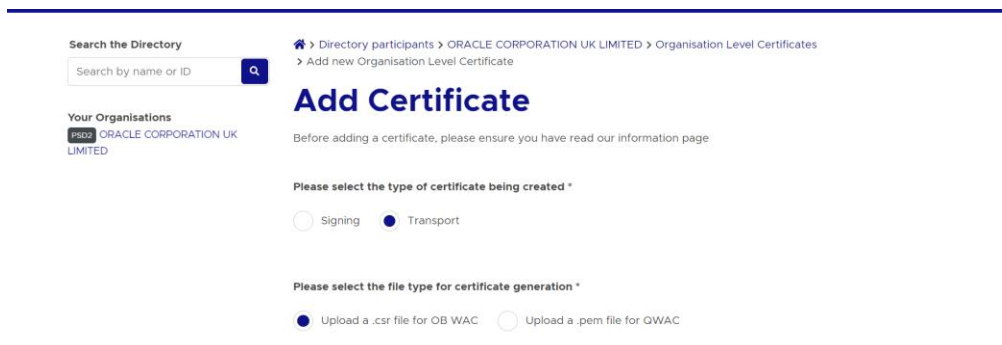 Search the Directory
Search by name or ID
Your Organisations
PSD2 ORACLE CORPORATION UK
LIMITED
> Directory participants > ORACLE CORPORATION UK LIMITED > Organisation Level Certificates
> Add new Organisation Level Certificate
Add Certificate
Before adding a certificate, please ensure you have read our information page
Please select the type of certificate being created *
Signing Transport
Please select the file type for certificate generation *
Upload a .csr file for OB WAC Upload a .pem file for QWAC